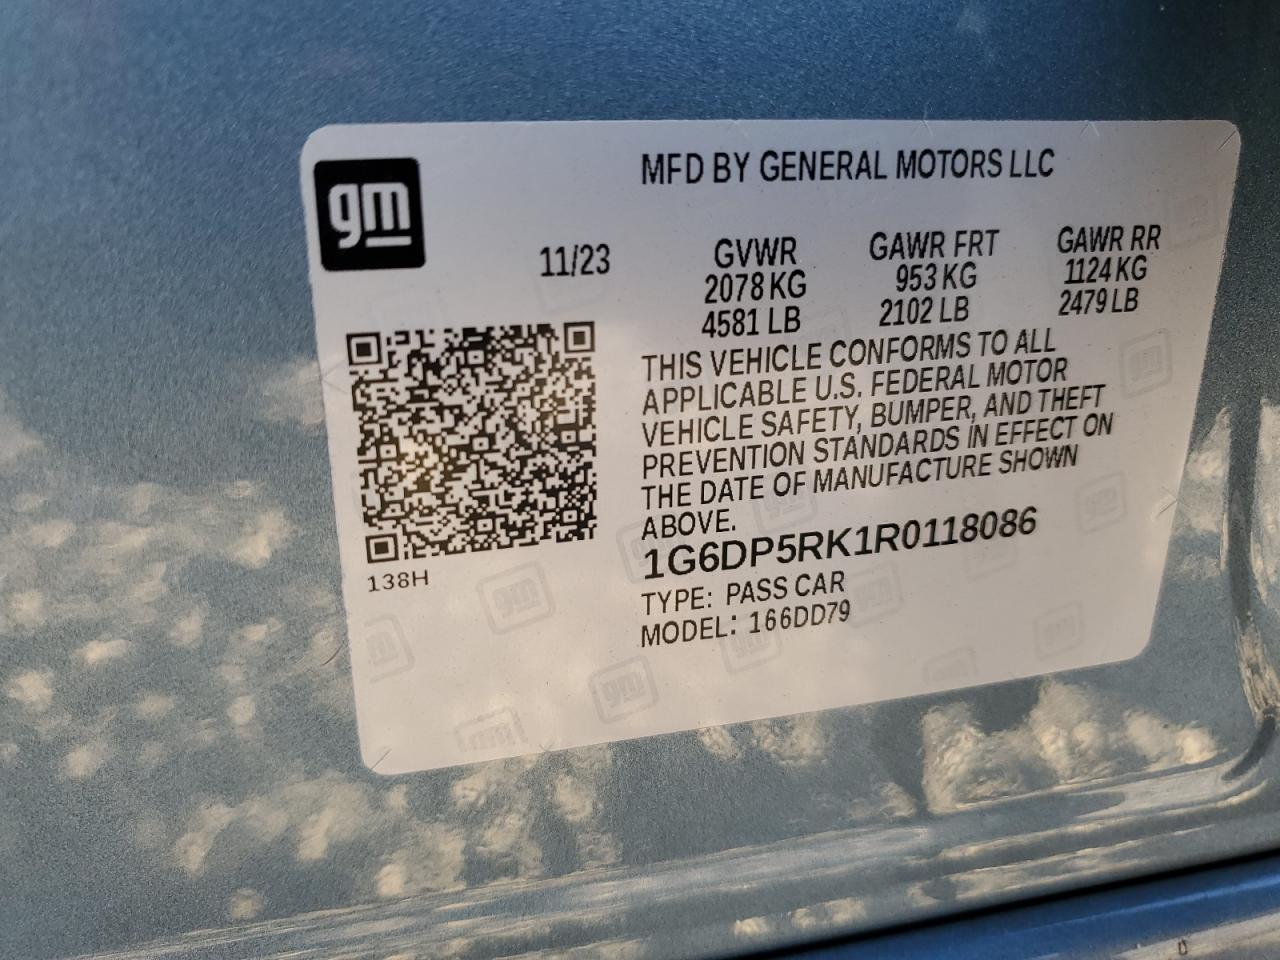 gm
MFD BY GENERAL MOTORS LLC
11/23
GVWR GAWR FRT GAWR RR
2078 KG 953 KG 1124 KG
4581 LB 2102 LB 2479 LB
THIS VEHICLE CONFORMS TO ALL
APPLICABLE U.S. FEDERAL MOTOR
VEHICLE SAFETY, BUMPER, AND THEFT
PREVENTION STANDARDS IN EFFECT ON
THE DATE OF MANUFACTURE SHOWN
ABOVE.
1G6DP5RK1R0118086
TYPE: PASS CAR
MODEL: 166DD79
138H